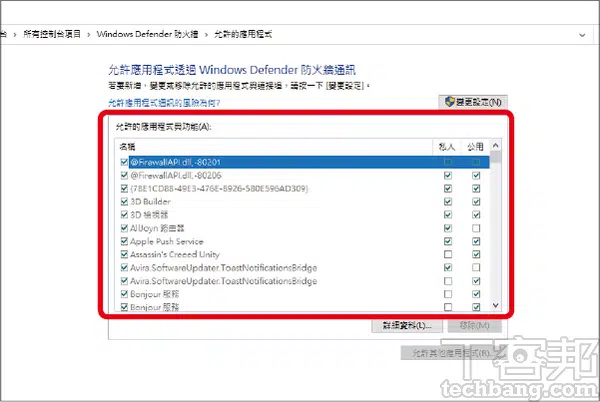 台 › 所有控制台項目 › Windows Defender 防火牆 › 允許的應用程式
允許應用程式透過 Windows Defender 防火牆通訊
若要新增、變更或移除允許的應用程式與連接埠，請按一下 [變更設定]。
允許應用程式通訊的風險為何?
變更設定(N)
允許的應用程式與功能(A):
名稱 私人 公用
@FirewallAPI.dll,-80201
@FirewallAPI.dll,-80206
{78E1CD88-49E3-476E-B926-580E596AD309}
3D Builder
3D 檢視器
AllJoyn 路由器
Apple Push Service
Assassin's Creeed Unity
Avira.SoftwareUpdater.ToastNotificationsBridge
Avira.SoftwareUpdater.ToastNotificationsBridge
Bonjour 服務
Bonjour 服務
詳細資料(L)... 移除(M)
允許其他應用程式(R)...
T客邦
techbang.com